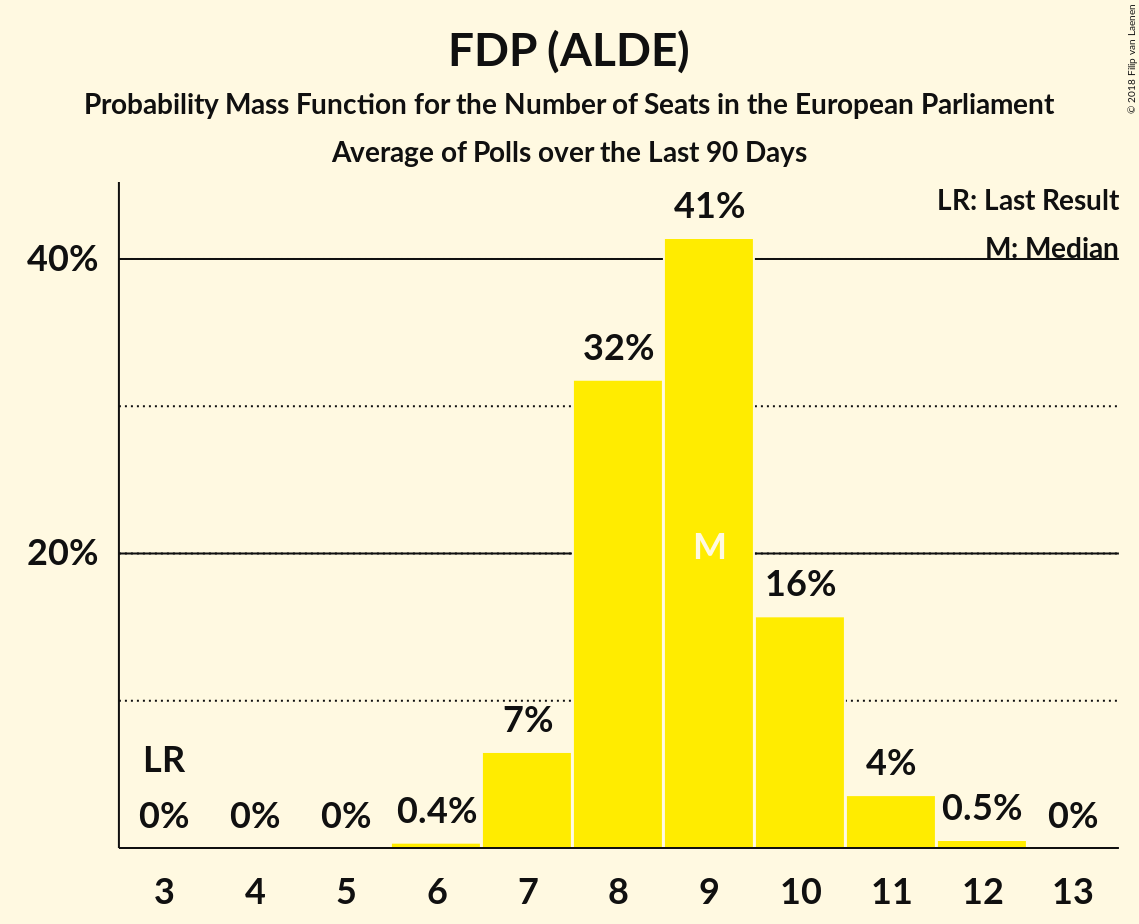 FDP (ALDE)
Probability Mass Function for the Number of Seats in the European Parliament
Average of Polls over the Last 90 Days
© 2018 Filip van Laenen
LR: Last Result
M: Median
40%
20%
LR
0%
0%
0%
0.4%
7%
32%
41%
M
16%
4%
0.5%
0%
3 4 5 6 7 8 9 10 11 12 13